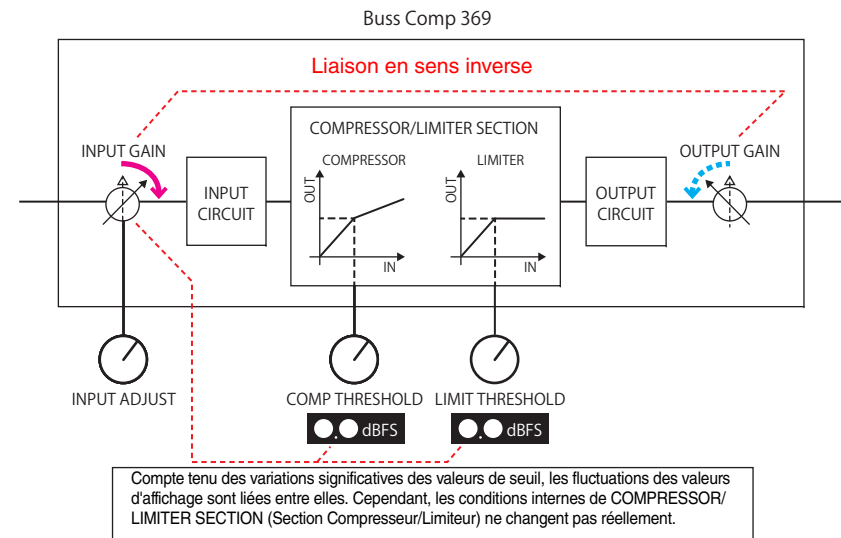 Buss Comp 369
Liaison en sens inverse
COMPRESSOR/LIMITER SECTION
INPUT GAIN
COMPRESSOR
LIMITER
OUTPUT GAIN
OUT
OUT
INPUT
CIRCUIT
OUTPUT
CIRCUIT
IN
IN
INPUT ADJUST
COMP THRESHOLD
LIMIT THRESHOLD
●.● dBFS
●.● dBFS
Compte tenu des variations significatives des valeurs de seuil, les fluctuations des valeurs
d'affichage sont liées entre elles. Cependant, les conditions internes de COMPRESSOR/
LIMITER SECTION (Section Compresseur/Limiteur) ne changent pas réellement.